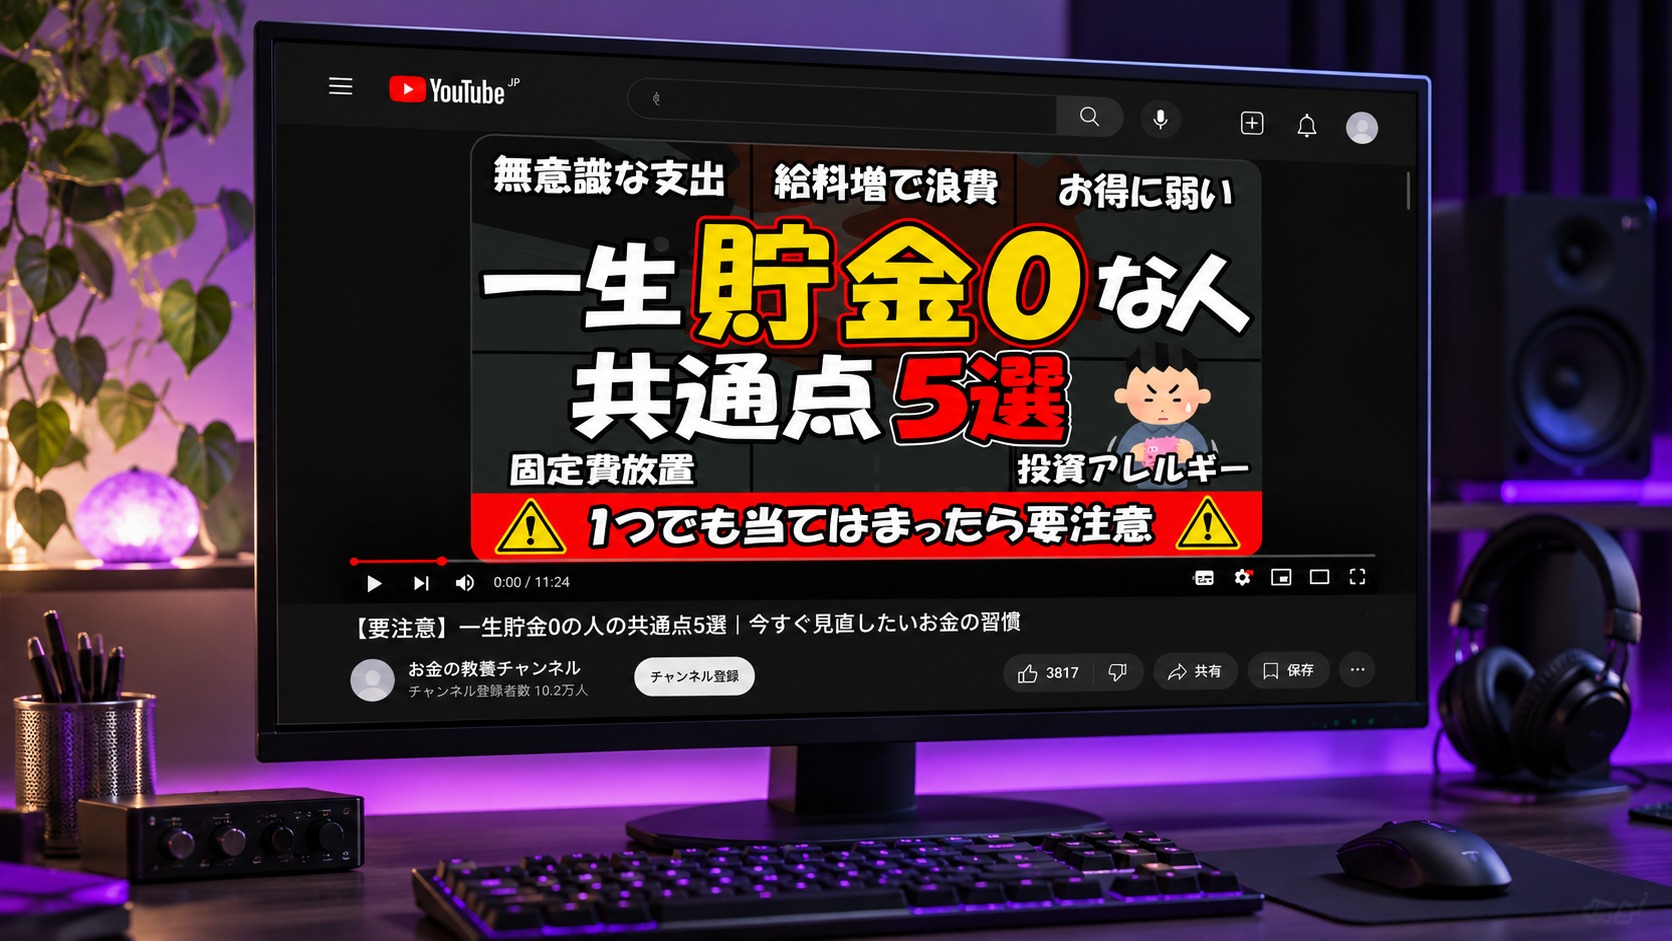 YouTube JP
無意識な支出 給料増で浪費 お得に弱い
一生貯金0な人
共通点5選
固定費放置 投資アレルギー
1つでも当てはまったら要注意
0:00 / 11:24
【要注意】一生貯金0の人の共通点5選｜今すぐ見直したいお金の習慣
お金の教養チャンネル
チャンネル登録者数 10.2万人
チャンネル登録
3817 共有 保存